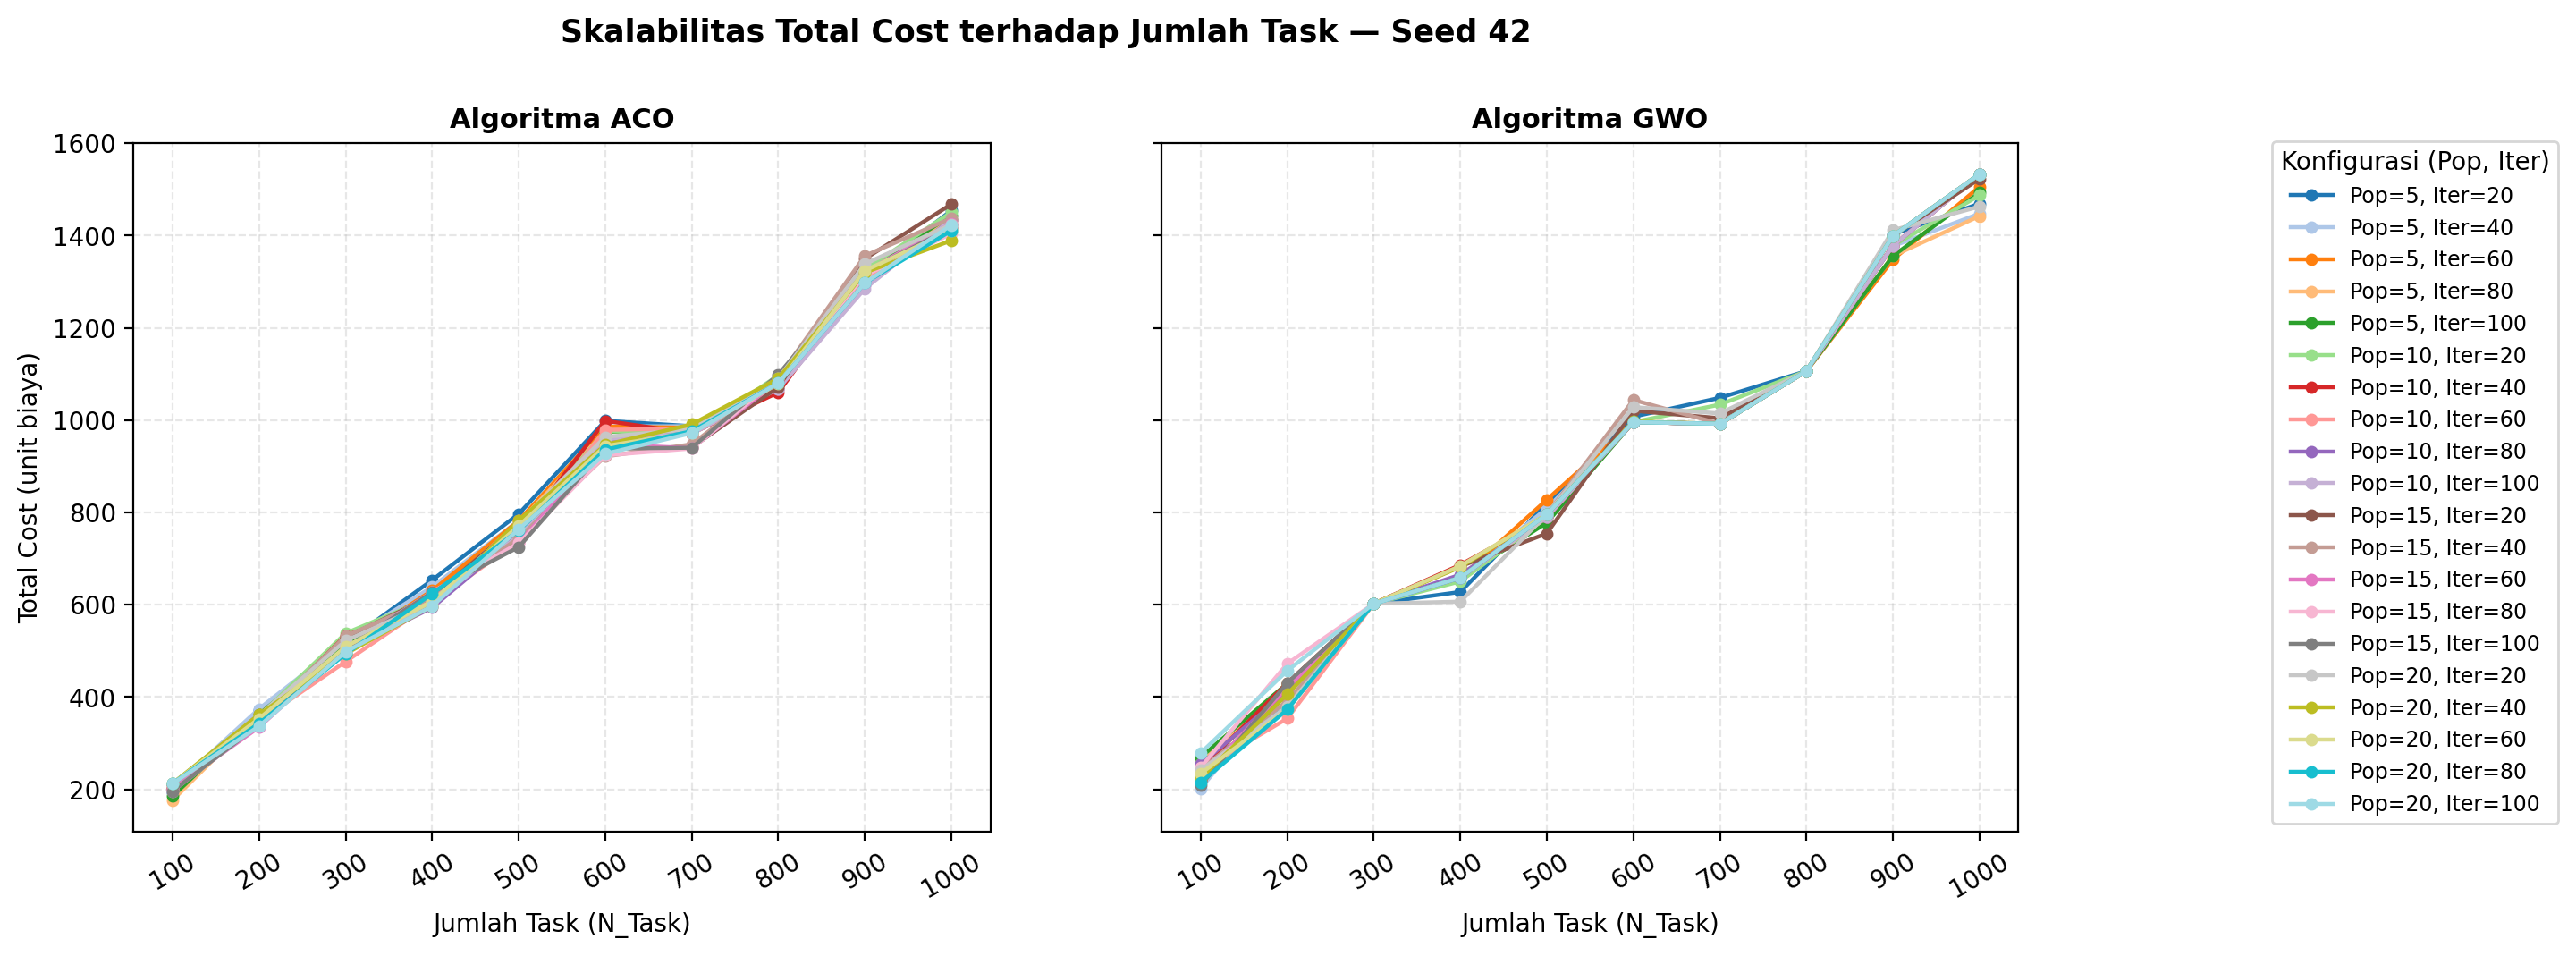 Skalabilitas Total Cost terhadap Jumlah Task — Seed 42
Algoritma ACO
Total Cost (unit biaya)
1600
1400
1200
1000
800
600
400
200
100
200
300
400
500
600
700
800
900
1000
Jumlah Task (N_Task)
Algoritma GWO
100
200
300
400
500
600
700
800
900
1000
Jumlah Task (N_Task)
Konfigurasi (Pop, Iter)
Pop=5, Iter=20
Pop=5, Iter=40
Pop=5, Iter=60
Pop=5, Iter=80
Pop=5, Iter=100
Pop=10, Iter=20
Pop=10, Iter=40
Pop=10, Iter=60
Pop=10, Iter=80
Pop=10, Iter=100
Pop=15, Iter=20
Pop=15, Iter=40
Pop=15, Iter=60
Pop=15, Iter=80
Pop=15, Iter=100
Pop=20, Iter=20
Pop=20, Iter=40
Pop=20, Iter=60
Pop=20, Iter=80
Pop=20, Iter=100